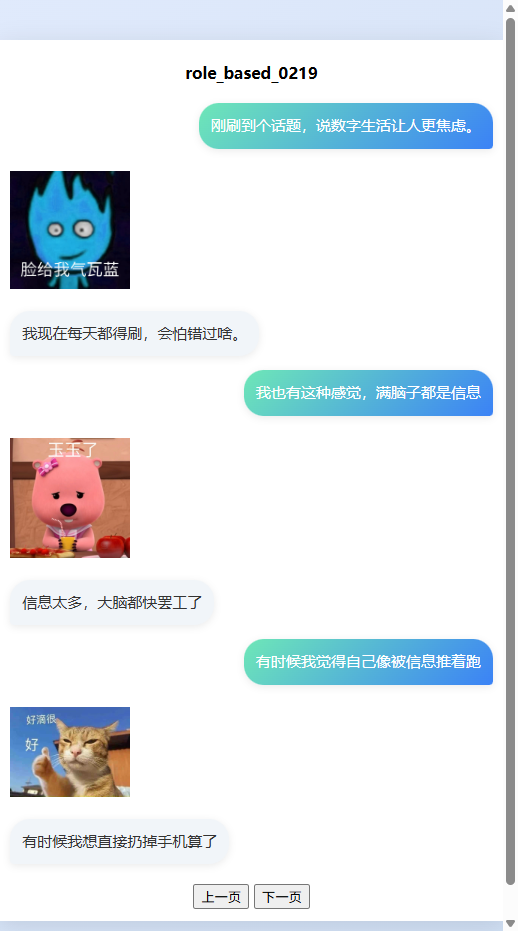 role_based_0219
刚刷到个话题，说数字生活让人更焦虑。
脸给我气瓦蓝
我现在每天都得刷，会怕错过啥。
我也有这种感觉，满脑子都是信息
玉玉了
信息太多，大脑都快罢工了
有时候我觉得自己像被信息推着跑
好滴很
好
有时候我想直接扔掉手机算了
上一页 下一页